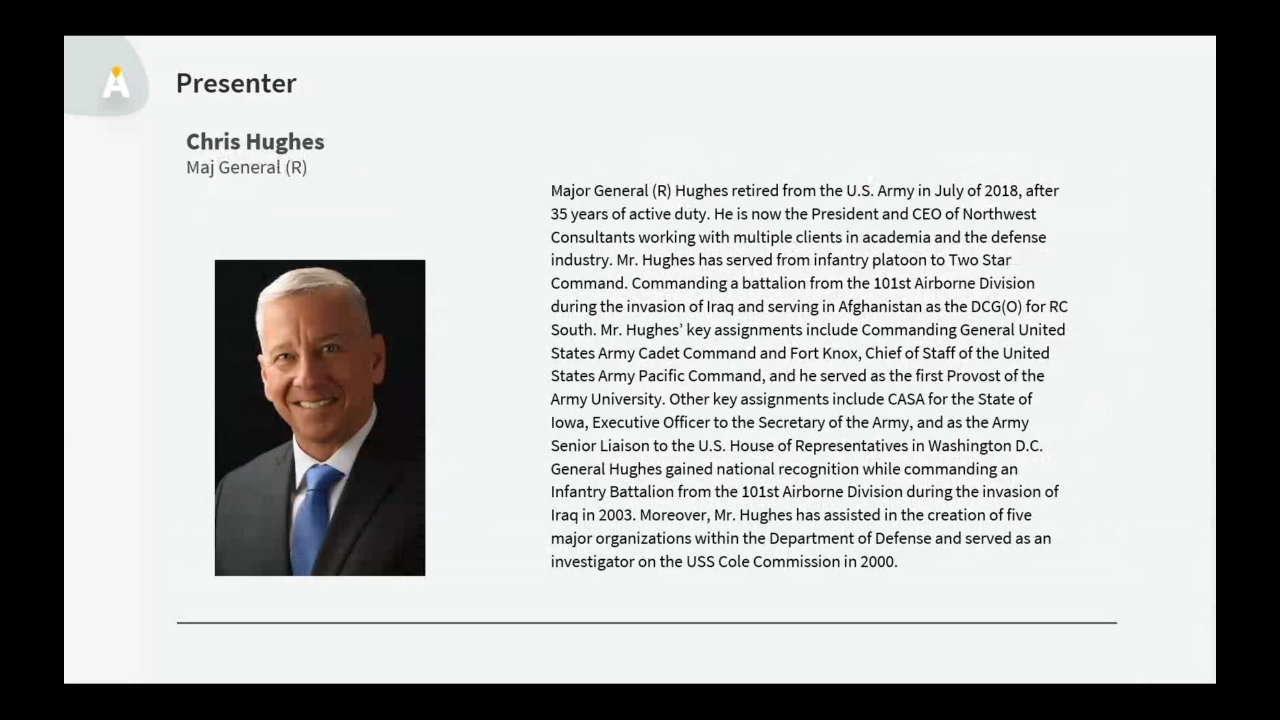 A
Presenter
Chris Hughes
Maj General (R)
Major General (R) Hughes retired from the U.S. Army in July of 2018, after
35 years of active duty. He is now the President and CEO of Northwest
Consultants working with multiple clients in academia and the defense
industry. Mr. Hughes has served from infantry platoon to Two Star
Command. Commanding a battalion from the 101st Airborne Division
during the invasion of Iraq and serving in Afghanistan as the DCG(O) for RC
South. Mr. Hughes’ key assignments include Commanding General United
States Army Cadet Command and Fort Knox, Chief of Staff of the United
States Army Pacific Command, and he served as the first Provost of the
Army University. Other key assignments include CASA for the State of
Iowa, Executive Officer to the Secretary of the Army, and as the Army
Senior Liaison to the U.S. House of Representatives in Washington D.C.
General Hughes gained national recognition while commanding an
Infantry Battalion from the 101st Airborne Division during the invasion of
Iraq in 2003. Moreover, Mr. Hughes has assisted in the creation of five
major organizations within the Department of Defense and served as an
investigator on the USS Cole Commission in 2000.